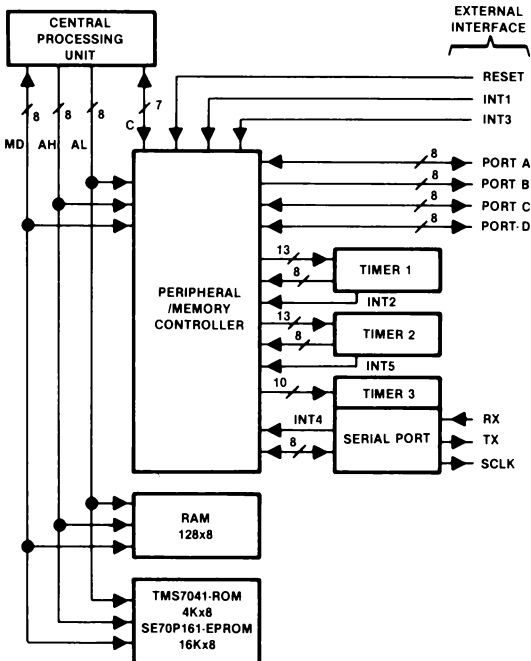 EXTERNAL
INTERFACE
CENTRAL
PROCESSING
UNIT
RESET
INT1
INT3
8
8
8
7
MD
AH
AL
C
8
PORT A
8
PORT B
8
PORT C
8
PORT-D
PERIPHERAL
/MEMORY
CONTROLLER
13
8
TIMER 1
INT2
13
8
TIMER 2
INT5
10
TIMER 3
INT4
8
SERIAL PORT
RX
TX
SCLK
RAM
128x8
TMS7041-ROM
4Kx8
SE70P161-EPROM
16Kx8